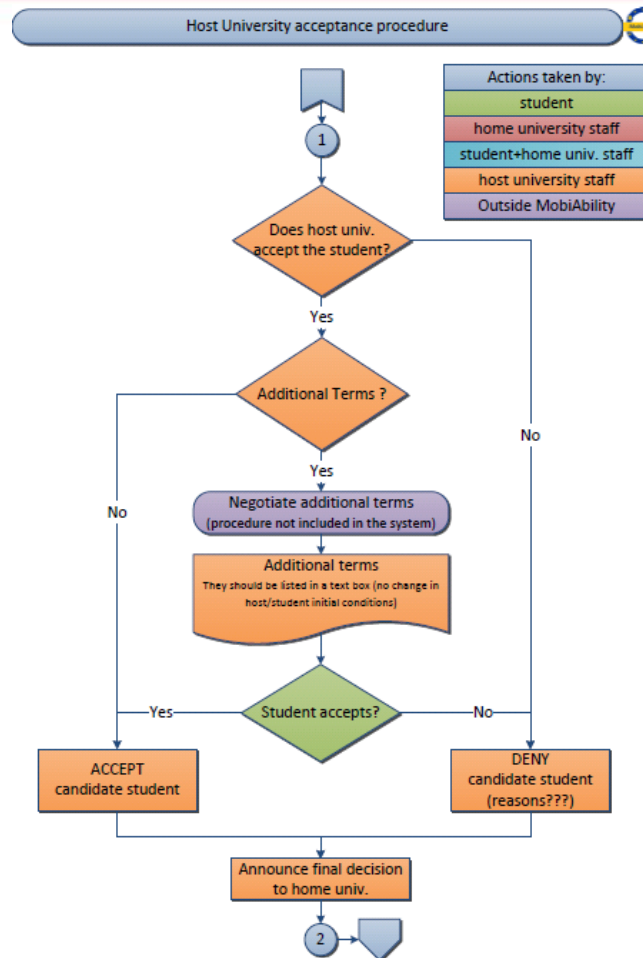 Host University acceptance procedure
Actions taken by:
student
home university staff
student+home univ. staff
host university staff
Outside MobiAbility
1
Does host univ.
accept the student?
Yes
No
Additional Terms ?
No
Yes
Negotiate additional terms
(procedure not included in the system)
Additional terms
They should be listed in a text box (no change in
host/student initial conditions)
Student accepts?
Yes
No
ACCEPT
candidate student
DENY
candidate student
(reasons???)
Announce final decision
to home univ.
2